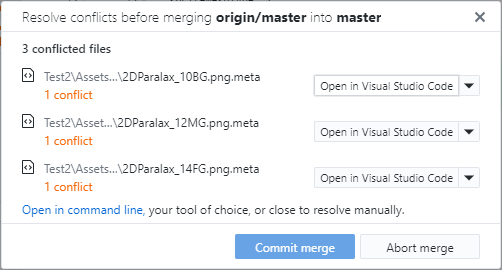 Resolve conflicts before merging origin/master into master
3 conflicted files
Test2\Assets...\2DParalax_10BG.png.meta
1 conflict
Open in Visual Studio Code
Test2\Assets...\2DParalax_12MG.png.meta
1 conflict
Open in Visual Studio Code
Test2\Assets...\2DParalax_14FG.png.meta
1 conflict
Open in Visual Studio Code
Open in command line, your tool of choice, or close to resolve manually.
Commit merge
Abort merge